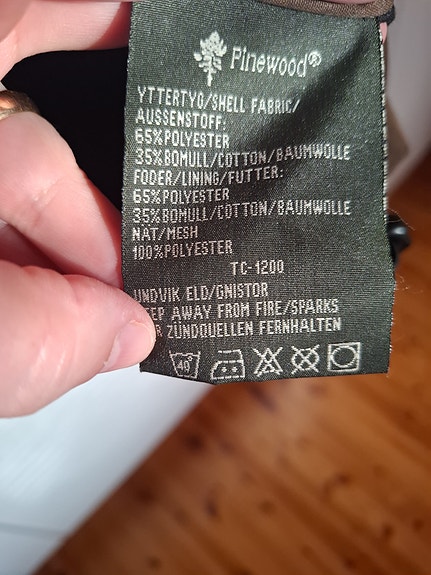 Pinewood®
YTTERTYG/SHELL FABRIC/
AUSSENSTOFF:
65%POLYESTER
35%BOMULL/COTTON/BAUMWOLLE
FODER/LINING/FUTTER:
65%POLYESTER
35%BOMULL/COTTON/BAUMWOLLE
NÄT/MESH
100%POLYESTER
TC-1200
UNDVIK ELD/GNISTOR
EEP AWAY FROM FIRE/SPARKS
R ZÜNDQUELLEN FERNHALTEN
40°